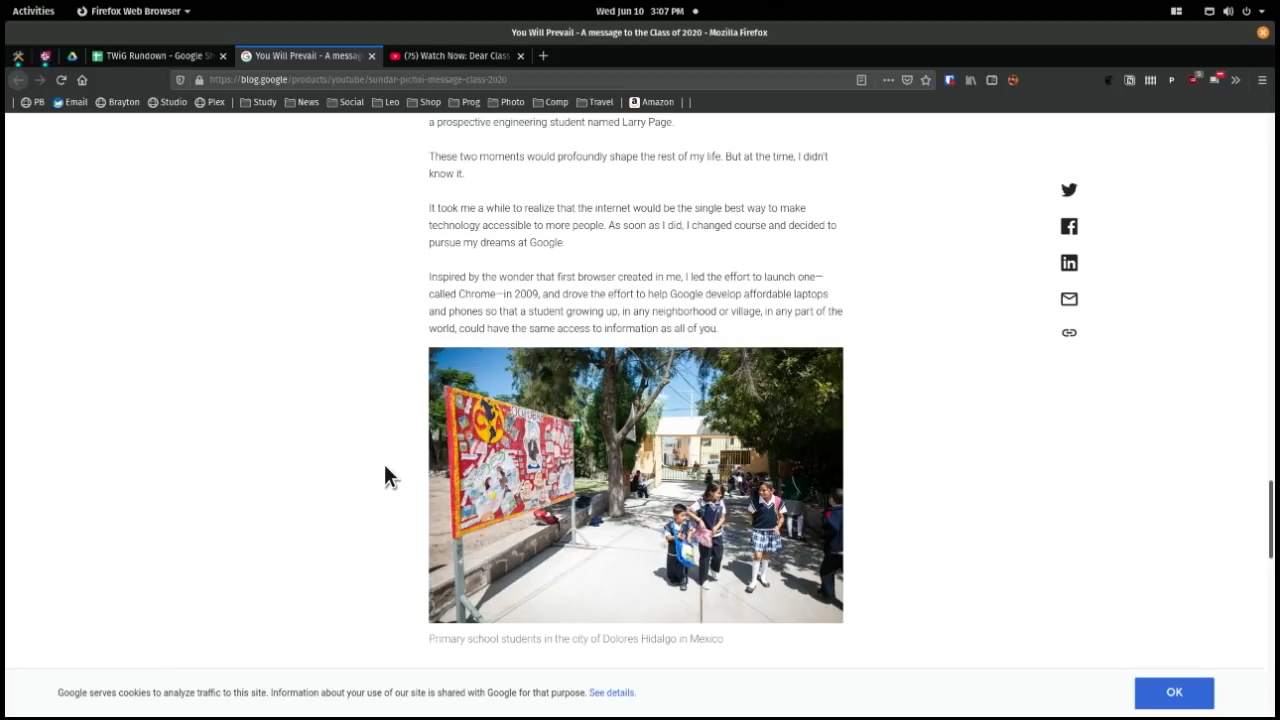 Activities Firefox Web Browser Wed Jun 10 3:07 PM
You Will Prevail - A message to the Class of 2020 - Mozilla Firefox
TWiG Rundown - Google Sh You Will Prevail - A messag (75) Watch Now: Dear Class
https://blog.google/products/youtube/sundar-pichai-message-class-2020
PB Email Brayton Studio Plex Study News Social Leo Shop Prog Photo Comp Travel Amazon
a prospective engineering student named Larry Page.
These two moments would profoundly shape the rest of my life. But at the time, I didn't
know it.
It took me a while to realize that the internet would be the single best way to make
technology accessible to more people. As soon as I did, I changed course and decided to
pursue my dreams at Google.
Inspired by the wonder that first browser created in me, I led the effort to launch one—
called Chrome—in 2009, and drove the effort to help Google develop affordable laptops
and phones so that a student growing up, in any neighborhood or village, in any part of the
world, could have the same access to information as all of you.
Primary school students in the city of Dolores Hidalgo in Mexico
Google serves cookies to analyze traffic to this site. Information about your use of our site is shared with Google for that purpose. See details.
OK